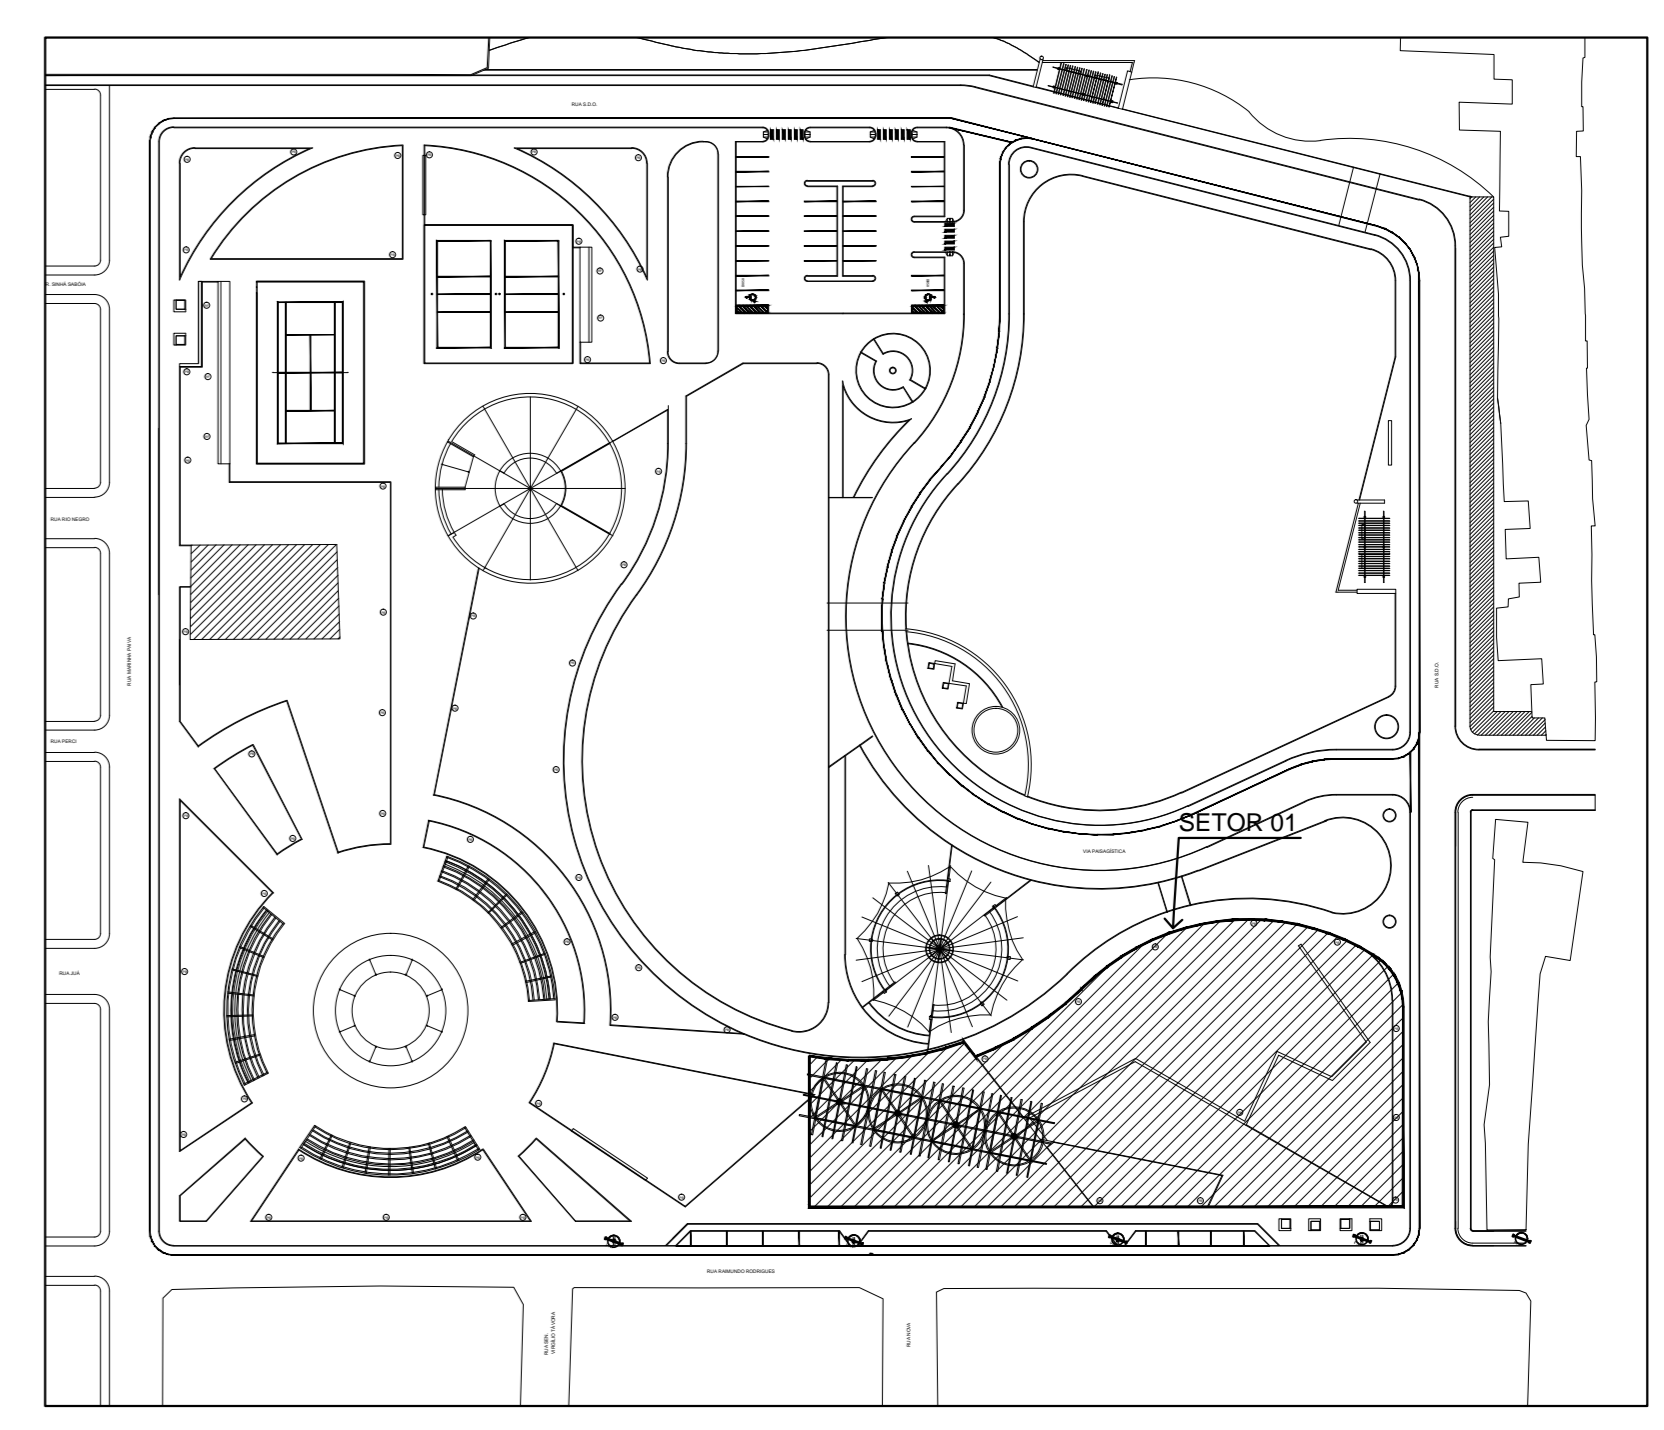 RUA S.D.O.
R. SINHÁ SABÓIA
RUA RIO NEGRO
RUA MARINHA PAIVA
RUA S.D.O.
RUA PERCI
SETOR 01
VIA PAISAGÍSTICA
RUA JUÁ
RUA RAIMUNDO RODRIGUES
RUA SEN.
VIRGÍLIO TÁVORA
RUA NOVA